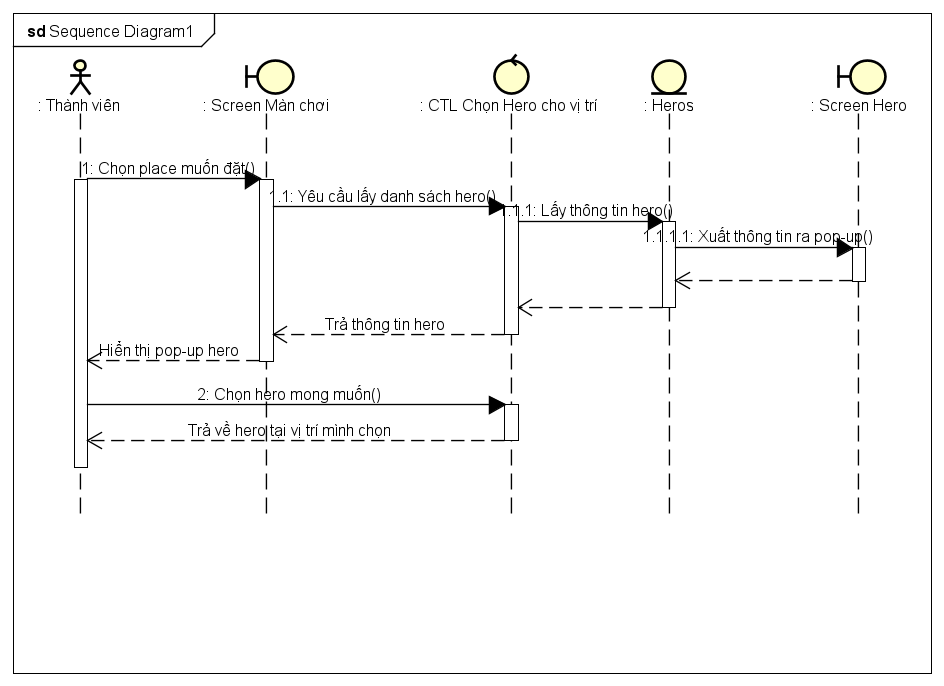 sd Sequence Diagram1
: Thành viên
: Screen Màn chơi
: CTL Chọn Hero cho vị trí
: Heros
: Screen Hero
1: Chọn place muốn đặt()
1.1: Yêu cầu lấy danh sách hero()
1.1.1: Lấy thông tin hero()
1.1.1.1: Xuất thông tin ra pop-up()
Trả thông tin hero
Hiển thị pop-up hero
2: Chọn hero mong muốn()
Trả về hero tại vị trí mình chọn